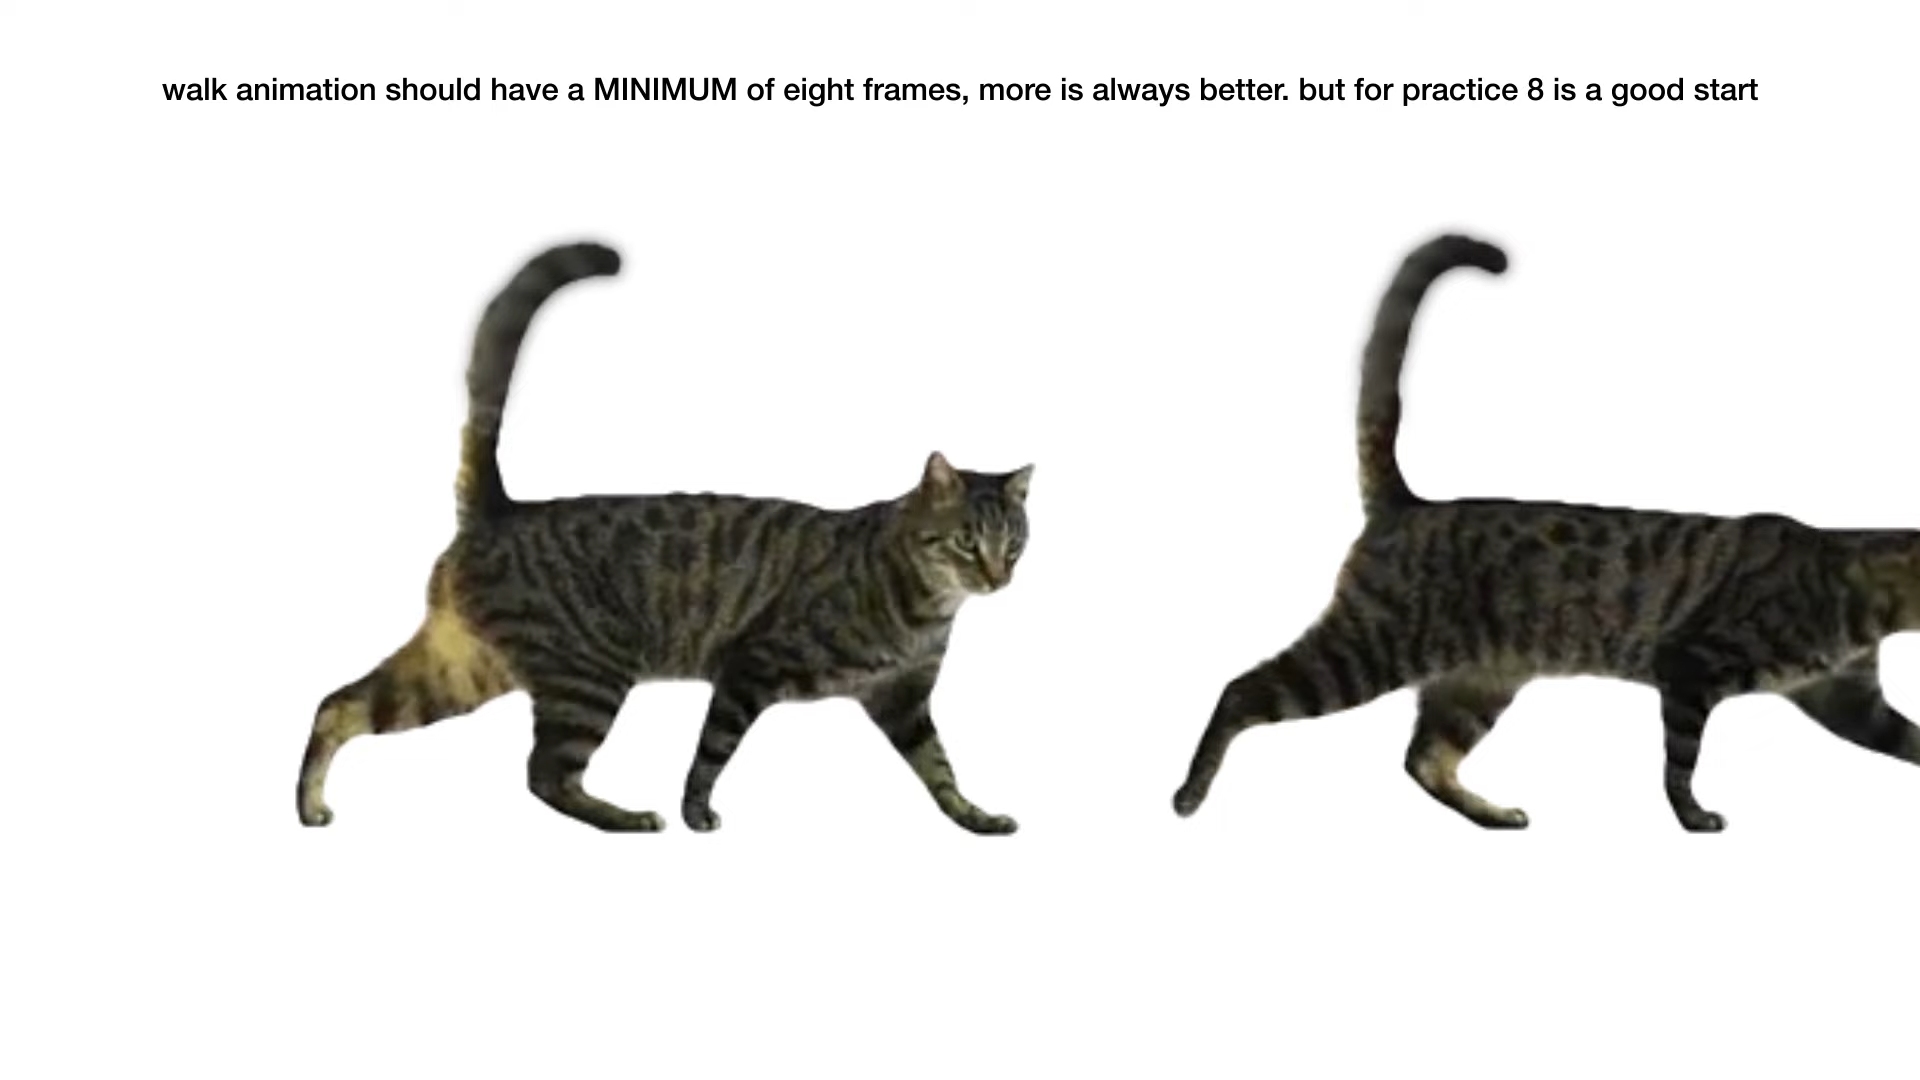 walk animation should have a MINIMUM of eight frames, more is always better. but for practice 8 is a good start